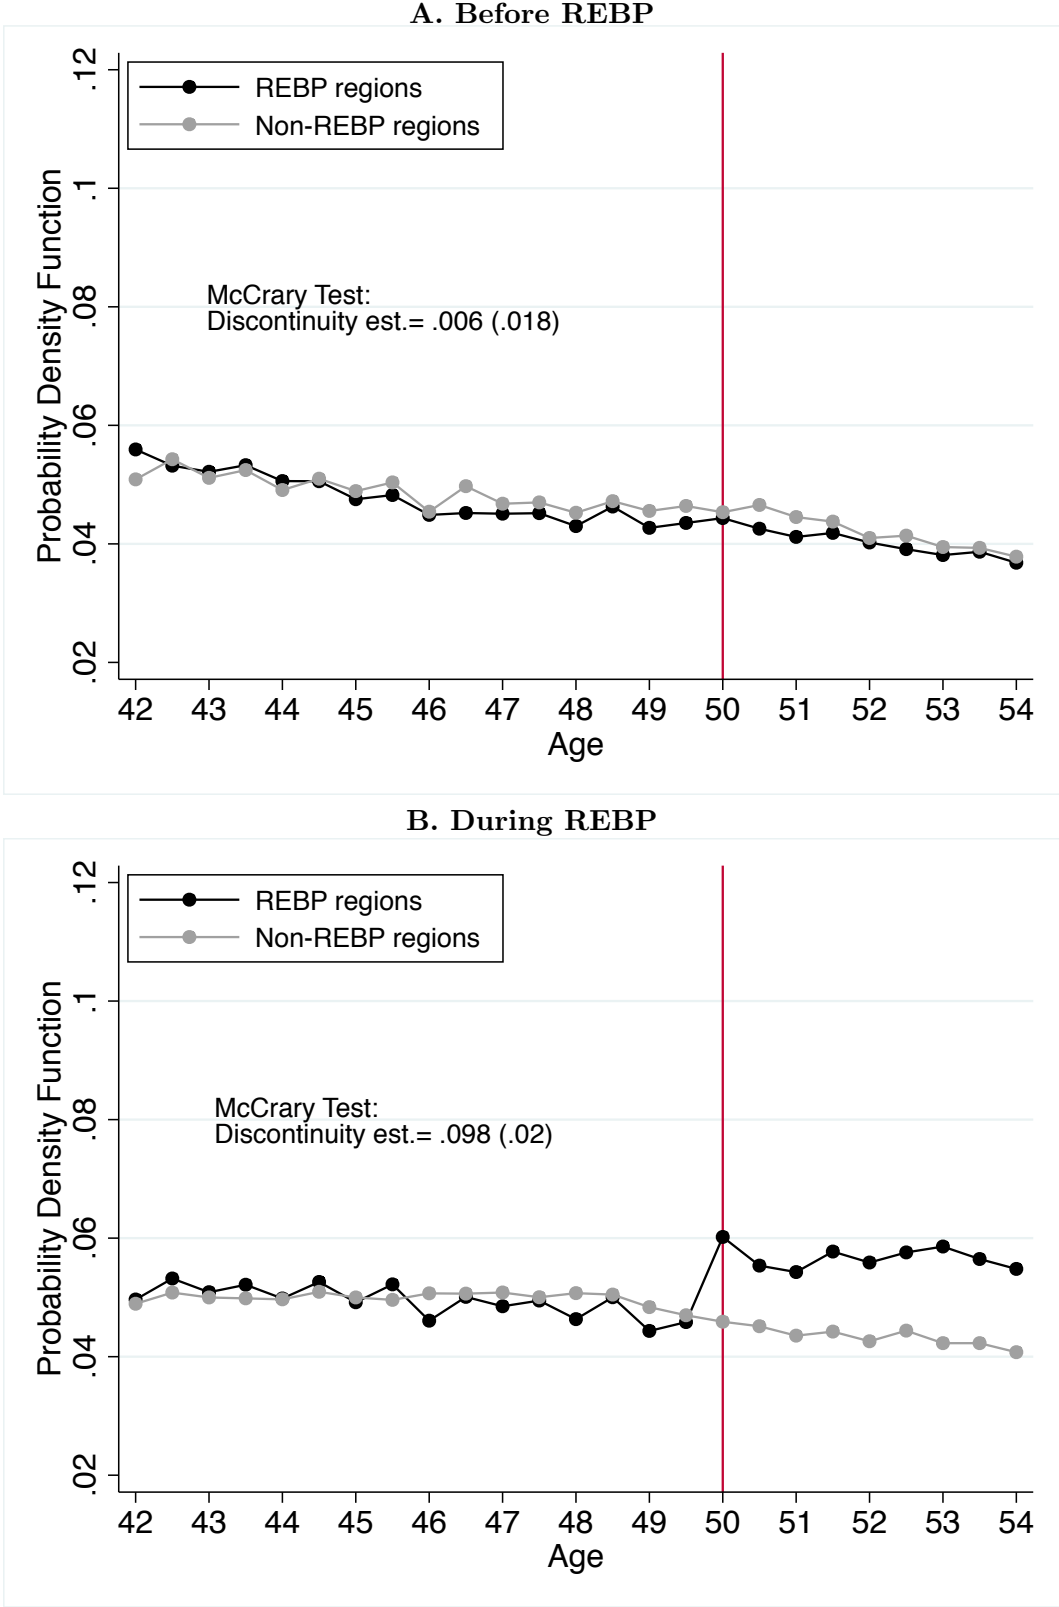 A. Before REBP
.12
REBP regions
Non-REBP regions
.1
Probability Density Function
McCrary Test:
.08
Discontinuity est.= .006 (.018)
.06
.04
.02
42 43 44 45 46 47 48 49 50 51 52 53 54
Age
B. During REBP
.12
REBP regions
Non-REBP regions
.1
Probability Density Function
McCrary Test:
.08
Discontinuity est.= .098 (.02)
.06
.04
.02
42 43 44 45 46 47 48 49 50 51 52 53 54
Age